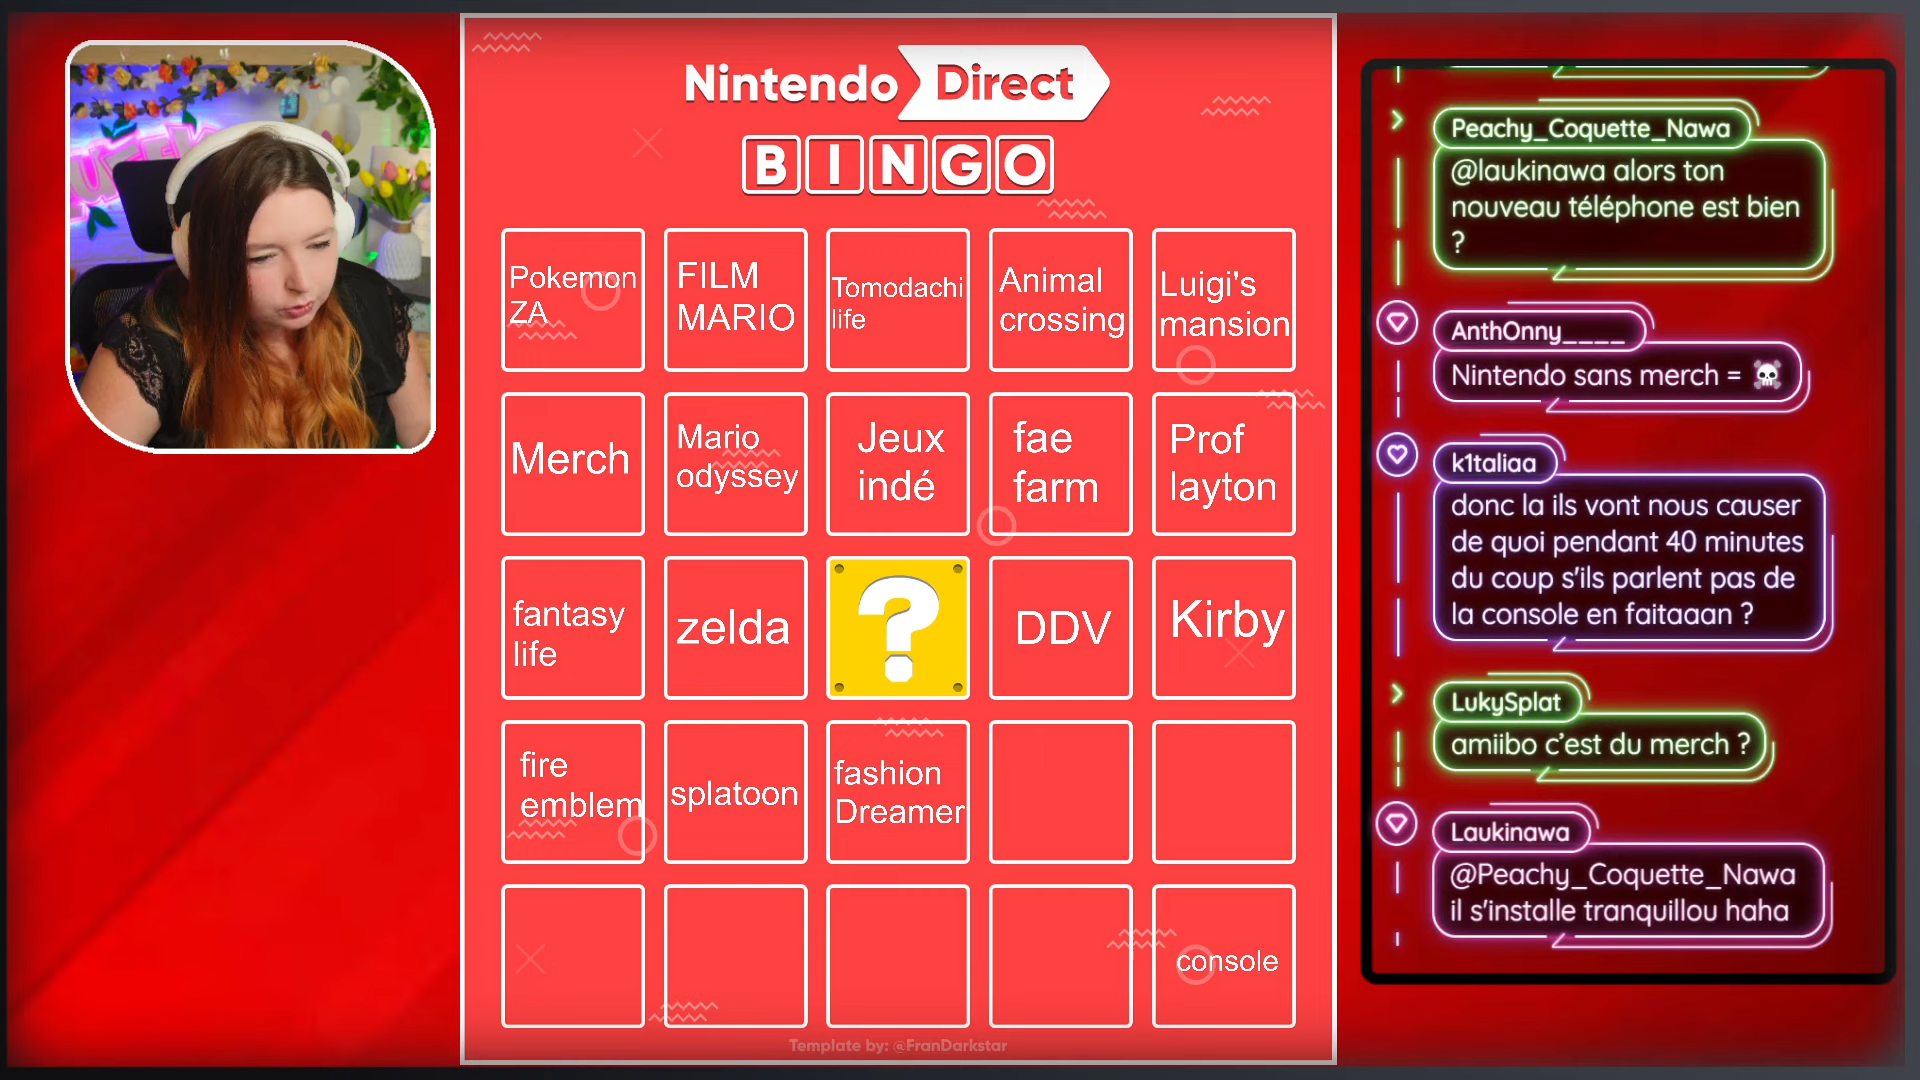 Nintendo Direct
BINGO
Pokemon
ZA
FILM
MARIO
Tomodachi
life
Animal
crossing
Luigi's
mansion
Merch
Mario
odyssey
Jeux
indé
fae
farm
Prof
layton
fantasy
life
zelda
?
DDV
Kirby
fire
emblem
splatoon
fashion
Dreamer
console
Template by: @FranDarkstar
Peachy_Coquette_Nawa
@laukinawa alors ton
nouveau téléphone est bien
?
AnthOnny____
Nintendo sans merch = ☠️
k1taliaa
donc la ils vont nous causer
de quoi pendant 40 minutes
du coup s'ils parlent pas de
la console en faitaaan ?
LukySplat
amiibo c’est du merch ?
Laukinawa
@Peachy_Coquette_Nawa
il s'installe tranquillou haha